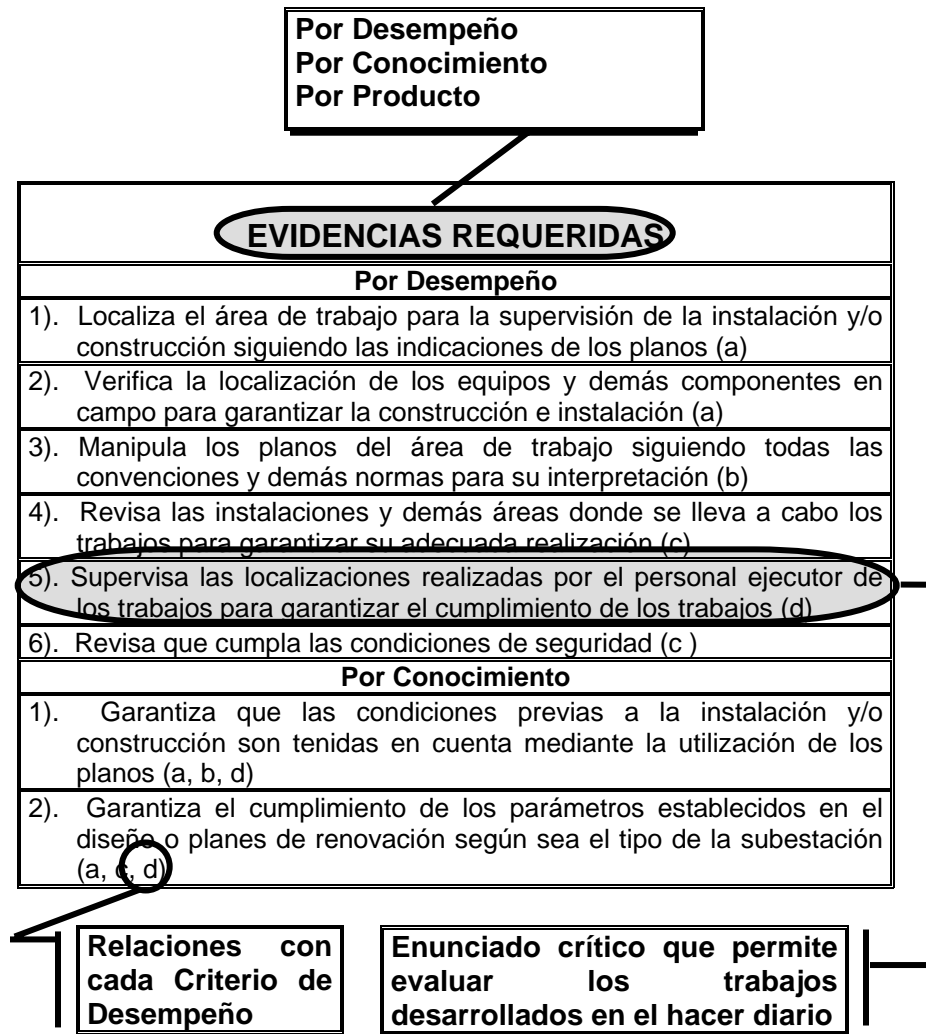 Por Desempeño
Por Conocimiento
Por Producto
EVIDENCIAS REQUERIDAS
Por Desempeño
1). Localiza el área de trabajo para la supervisión de la instalación y/o
construcción siguiendo las indicaciones de los planos (a)
2). Verifica la localización de los equipos y demás componentes en
campo para garantizar la construcción e instalación (a)
3). Manipula los planos del área de trabajo siguiendo todas las
convenciones y demás normas para su interpretación (b)
4). Revisa las instalaciones y demás áreas donde se lleva a cabo los
trabajos para garantizar su adecuada realización (c)
5). Supervisa las localizaciones realizadas por el personal ejecutor de
los trabajos para garantizar el cumplimiento de los trabajos (d)
6). Revisa que cumpla las condiciones de seguridad (c )
Por Conocimiento
1). Garantiza que las condiciones previas a la instalación y/o
construcción son tenidas en cuenta mediante la utilización de los
planos (a, b, d)
2). Garantiza el cumplimiento de los parámetros establecidos en el
diseño o planes de renovación según sea el tipo de la subestación
(a, c, d)
Relaciones con
cada Criterio de
Desempeño
Enunciado crítico que permite
evaluar los trabajos
desarrollados en el hacer diario